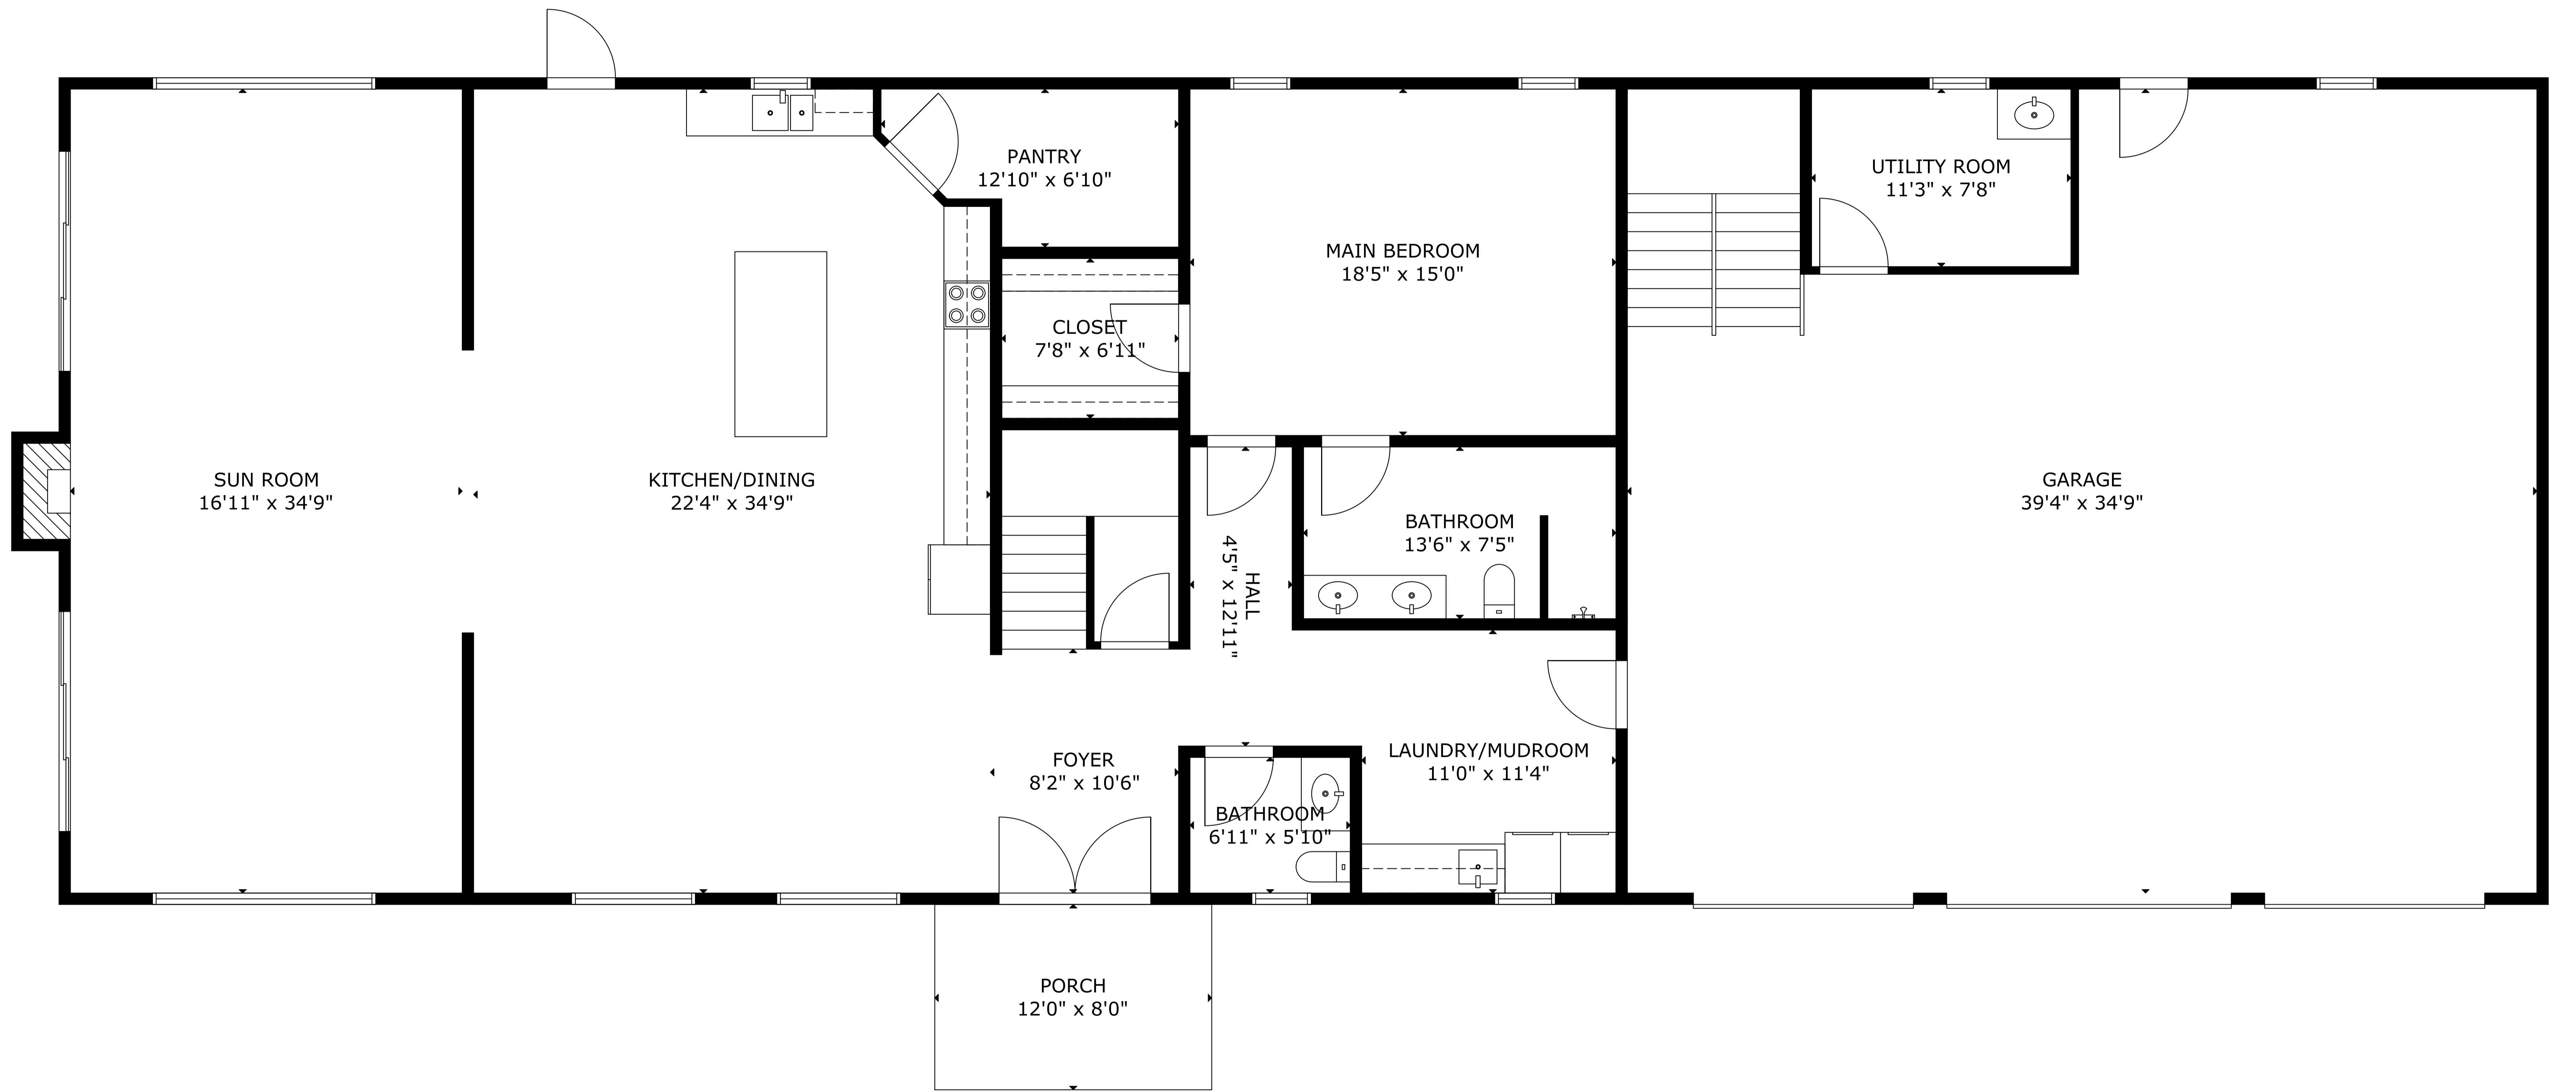 PANTRY
12'10" x 6'10"
UTILITY ROOM
11'3" x 7'8"
MAIN BEDROOM
18'5" x 15'0"
CLOSET
7'8" x 6'11"
SUN ROOM
16'11" x 34'9"
KITCHEN/DINING
22'4" x 34'9"
GARAGE
39'4" x 34'9"
BATHROOM
13'6" x 7'5"
HALL
4'5" x 12'11"
FOYER
8'2" x 10'6"
LAUNDRY/MUDROOM
11'0" x 11'4"
BATHROOM
6'11" x 5'10"
PORCH
12'0" x 8'0"